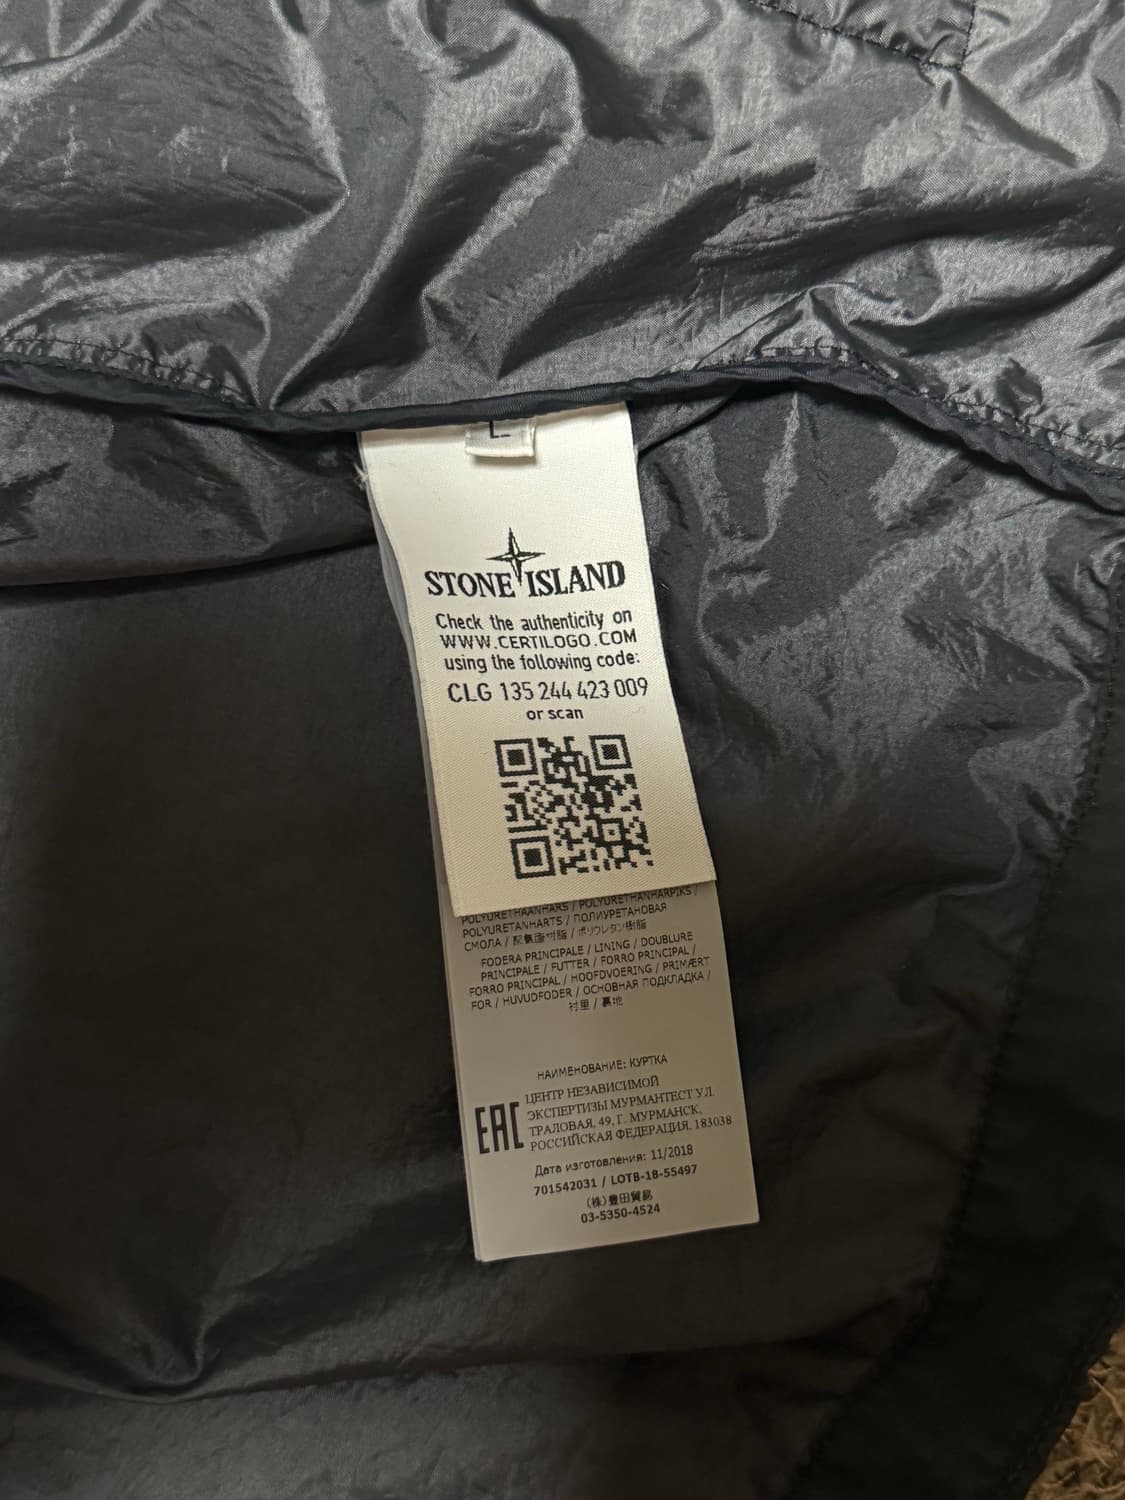 L
STONE ISLAND
Check the authenticity on
WWW.CERTILOGO.COM
using the following code:
CLG 135 244 423 009
or scan
POLYURETHAANHARS / POLYURETHANHARPIKS /
POLYURETANHARTS / ПОЛИУРЕТАНОВАЯ
СМОЛА / 聚氨酯树脂 / ポリウレタン樹脂
FODERA PRINCIPALE / LINING / DOUBLURE
PRINCIPALE / FUTTER / FORRO PRINCIPAL /
FORRO PRINCIPAL / HOOFDVOERING / PRIMÆRT
FOR / HUVUDFODER / ОСНОВНАЯ ПОДКЛАДКА /
衬里 / 裏地
НАИМЕНОВАНИЕ: КУРТКА
EAC
ЦЕНТР НЕЗАВИСИМОЙ
ЭКСПЕРТИЗЫ МУРМАНТЕСТ УЛ.
ТРАЛОВАЯ, 49, Г. МУРМАНСК,
РОССИЙСКАЯ ФЕДЕРАЦИЯ. 183038
Дата изготовления: 11/2018
701542031 / LOTB-18-55497
(株)豊田貿易
03-5350-4524